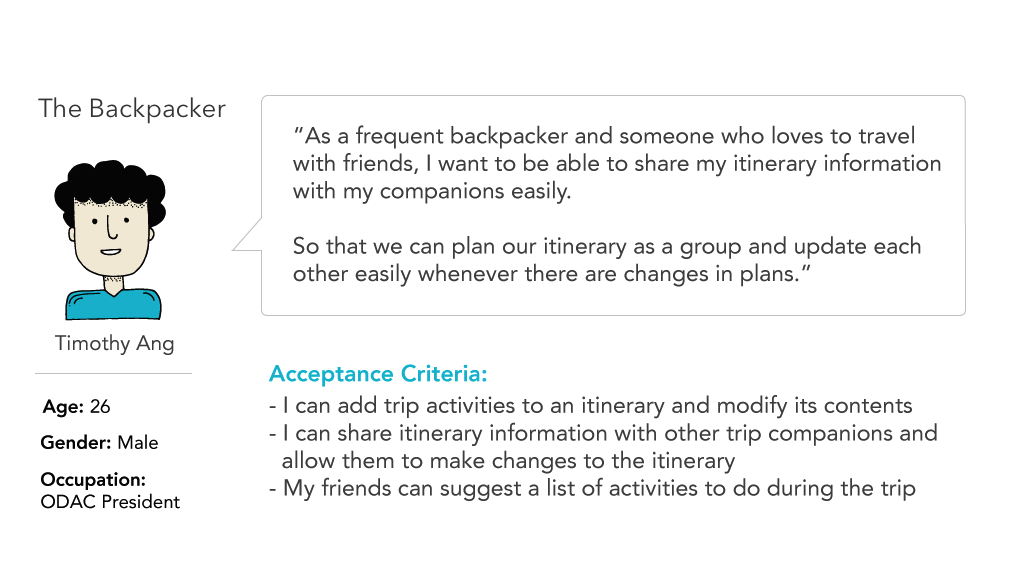 The Backpacker
“As a frequent backpacker and someone who loves to travel
with friends, I want to be able to share my itinerary information
with my companions easily.
So that we can plan our itinerary as a group and update each
other easily whenever there are changes in plans.”
Timothy Ang
Age: 26
Gender: Male
Occupation:
ODAC President
Acceptance Criteria:
- I can add trip activities to an itinerary and modify its contents
- I can share itinerary information with other trip companions and
allow them to make changes to the itinerary
- My friends can suggest a list of activities to do during the trip